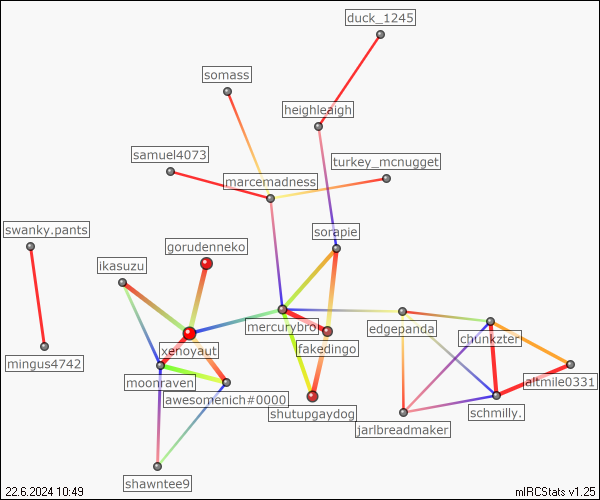 duck_1245
somass
heighleaigh
samuel4073
turkey_mcnugget
marcemadness
swanky.pants
sorapie
gorudenneko
ikasuzu
mercurybro
edgepanda
chunkzter
xenoyaut
fakedingo
mingus4742
moonraven
altmile0331
awesomenich#0000
shutupgaydog
schmilly.
jarlbreadmaker
shawntee9
22.6.2024 10:49
mIRCStats v1.25